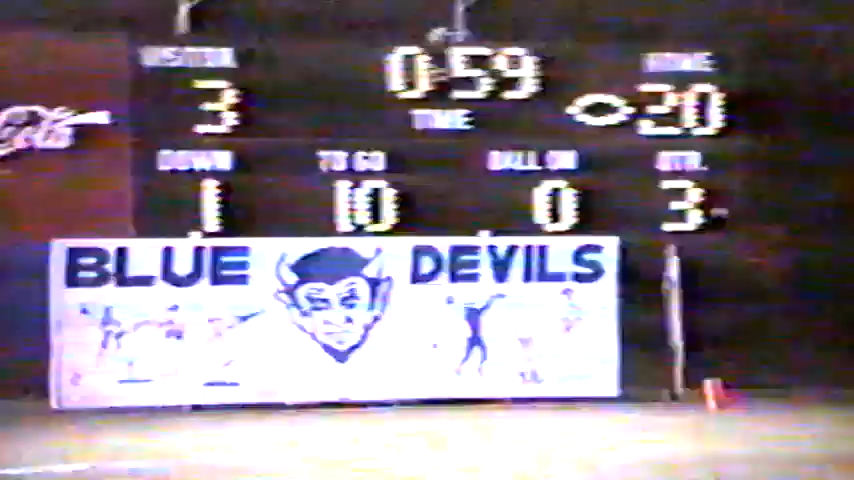 VISITOR
0:59
HOME
3
TIME
20
DOWN
TO GO
BALL ON
QTR.
1
10
0
3
BLUE DEVILS